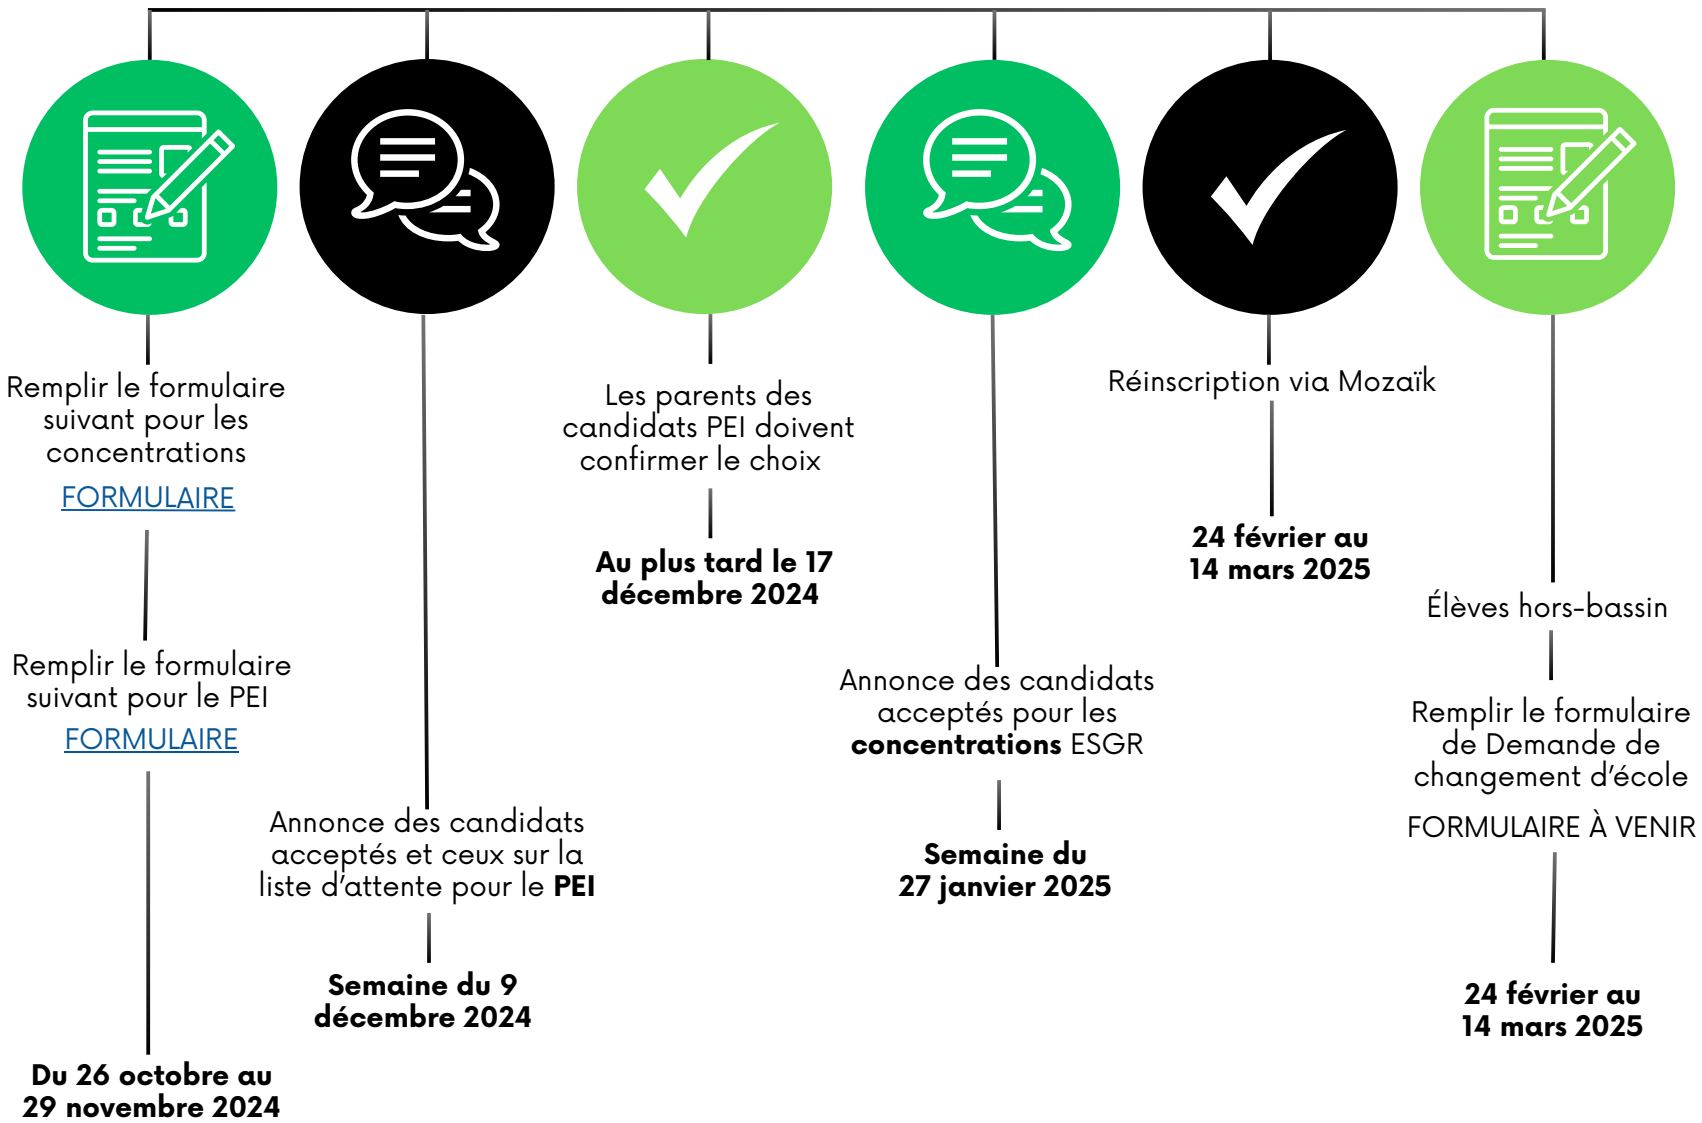 Remplir le formulaire
suivant pour les
concentrations
FORMULAIRE
Remplir le formulaire
suivant pour le PEI
FORMULAIRE
Du 26 octobre au
29 novembre 2024
Annonce des candidats
acceptés et ceux sur la
liste d'attente pour le PEI
Semaine du 9
décembre 2024
Les parents des
candidats PEI doivent
confirmer le choix
Au plus tard le 17
décembre 2024
Annonce des candidats
acceptés pour les
concentrations ESGR
Semaine du
27 janvier 2025
Réinscription via Mozaïk
24 février au
14 mars 2025
Élèves hors-bassin
Remplir le formulaire
de Demande de
changement d'école
FORMULAIRE À VENIR
24 février au
14 mars 2025